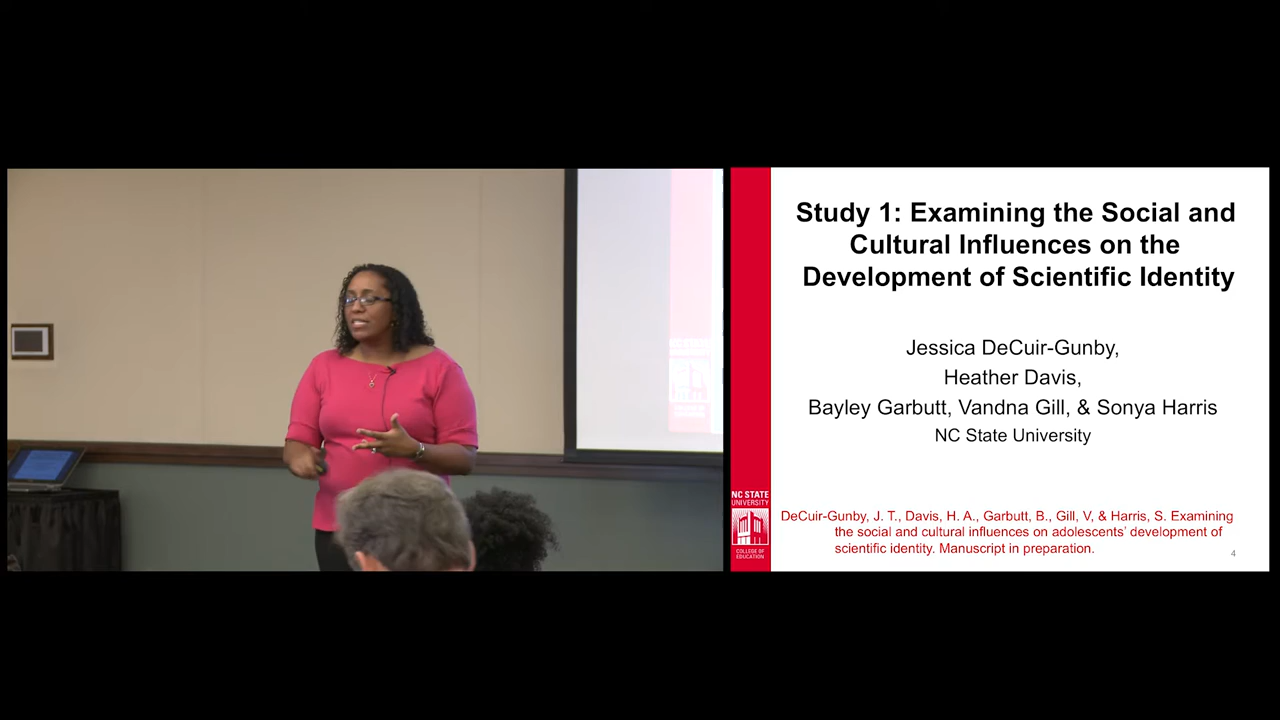 Study 1: Examining the Social and
Cultural Influences on the
Development of Scientific Identity
Jessica DeCuir-Gunby,
Heather Davis,
Bayley Garbutt, Vandna Gill, & Sonya Harris
NC State University
NC STATE
UNIVERSITY
COLLEGE OF
EDUCATION
DeCuir-Gunby, J. T., Davis, H. A., Garbutt, B., Gill, V, & Harris, S. Examining
the social and cultural influences on adolescents’ development of
scientific identity. Manuscript in preparation.
4